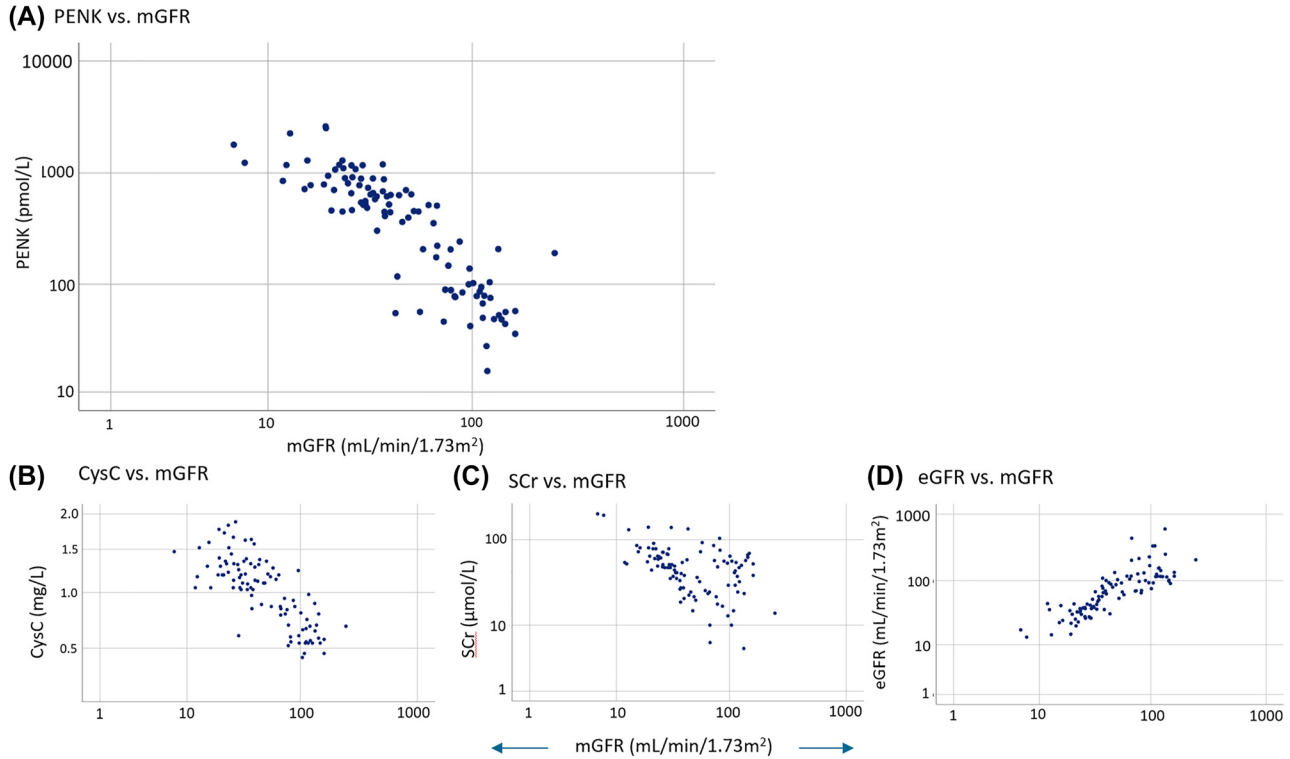 (A) PENK vs. mGFR
10000
1000
100
10
PENK (pmol/L)
1 10 100 1000
mGFR (mL/min/1.73m²)
(B) CysC vs. mGFR
2.0
1.5
1.0
0.5
CysC (mg/L)
1 10 100 1000
(C) SCr vs. mGFR
100
10
1
SCr (µmol/L)
1 10 100 1000
mGFR (mL/min/1.73m²)
(D) eGFR vs. mGFR
1000
100
10
1
eGFR (mL/min/1.73m²)
1 10 100 1000